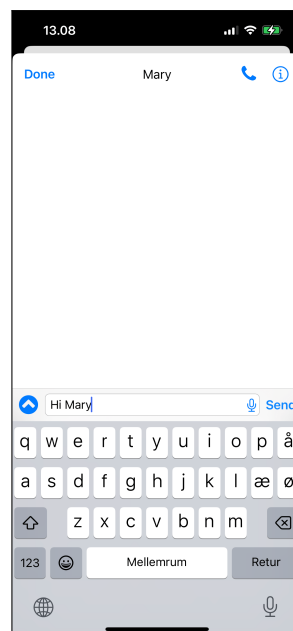 13.08
Done Mary
Hi Mary Send
q w e r t y u i o p å
a s d f g h j k l æ ø
z x c v b n m
123 Mellemrum Retur